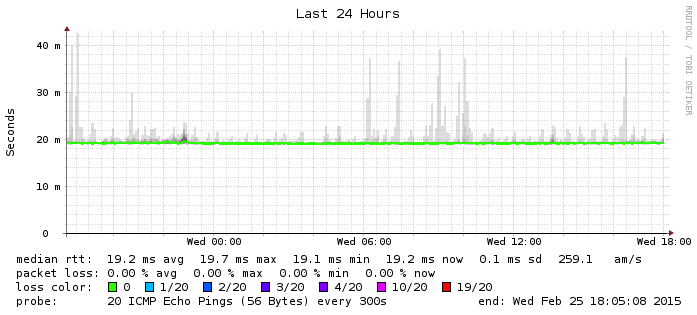 Last 24 Hours
RRDTOOL / TOBI OETIKER
Seconds
40 m
30 m
20 m
10 m
0
Wed 00:00 Wed 06:00 Wed 12:00 Wed 18:00
median rtt: 19.2 ms avg 19.7 ms max 19.1 ms min 19.2 ms now 0.1 ms sd 259.1 am/s
packet loss: 0.00 % avg 0.00 % max 0.00 % min 0.00 % now
loss color: 0 1/20 2/20 3/20 4/20 10/20 19/20
probe: 20 ICMP Echo Pings (56 Bytes) every 300s end: Wed Feb 25 18:05:08 2015